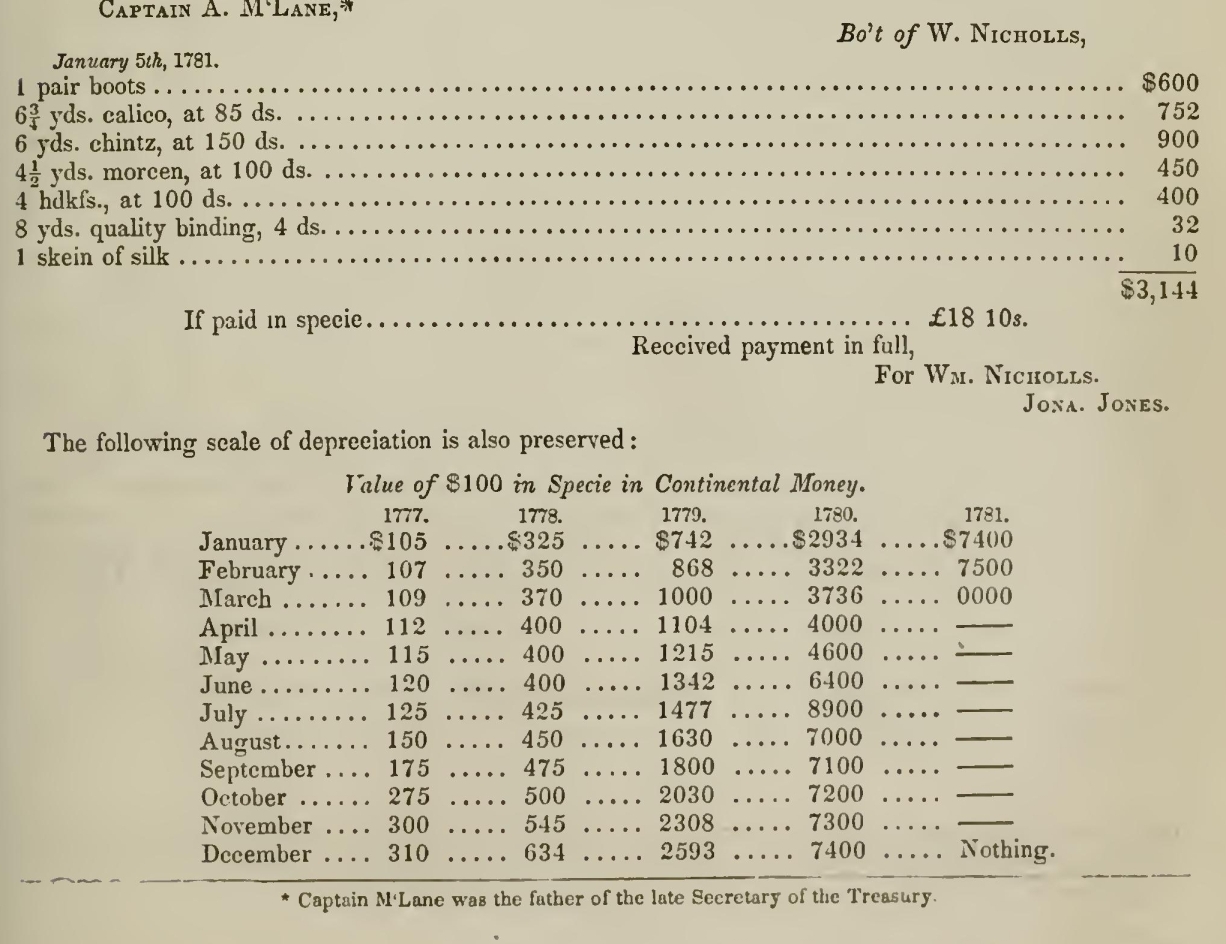 CAPTAIN A. M‘LANE,*
Bo't of W. NICHOLLS,
January 5th, 1781.
1 pair boots ........ $600
6¾ yds. calico, at 85 ds. ........ 752
6 yds. chintz, at 150 ds. ........ 900
4½ yds. morcen, at 100 ds. ........ 450
4 hdkfs., at 100 ds. ........ 400
8 yds. quality binding, 4 ds. ........ 32
1 skein of silk ........ 10
$3,144
If paid in specie ........ £18 10s.
Received payment in full,
For WM. NICHOLLS.
JONA. JONES.
The following scale of depreciation is also preserved:
Value of $100 in Specie in Continental Money.
1777. 1778. 1779. 1780. 1781.
January ......$105 .....$325 ..... $742 .....$2934 .....$7400
February ..... 107 ..... 350 ..... 868 ..... 3322 ..... 7500
March ....... 109 ..... 370 ..... 1000 ..... 3736 ..... 0000
April ........ 112 ..... 400 ..... 1104 ..... 4000 ..... ——
May ......... 115 ..... 400 ..... 1215 ..... 4600 ..... ——
June ......... 120 ..... 400 ..... 1342 ..... 6400 ..... ——
July ......... 125 ..... 425 ..... 1477 ..... 8900 ..... ——
August....... 150 ..... 450 ..... 1630 ..... 7000 ..... ——
September .... 175 ..... 475 ..... 1800 ..... 7100 ..... ——
October ...... 275 ..... 500 ..... 2030 ..... 7200 ..... ——
November .... 300 ..... 545 ..... 2308 ..... 7300 ..... ——
December .... 310 ..... 634 ..... 2593 ..... 7400 ..... Nothing.
* Captain M‘Lane was the father of the late Secretary of the Treasury.